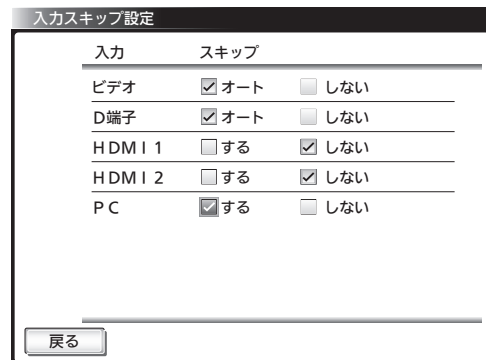 入力スキップ設定
入力 スキップ
ビデオ オート しない
D端子 オート しない
HDMI1 する しない
HDMI2 する しない
PC する しない
戻る